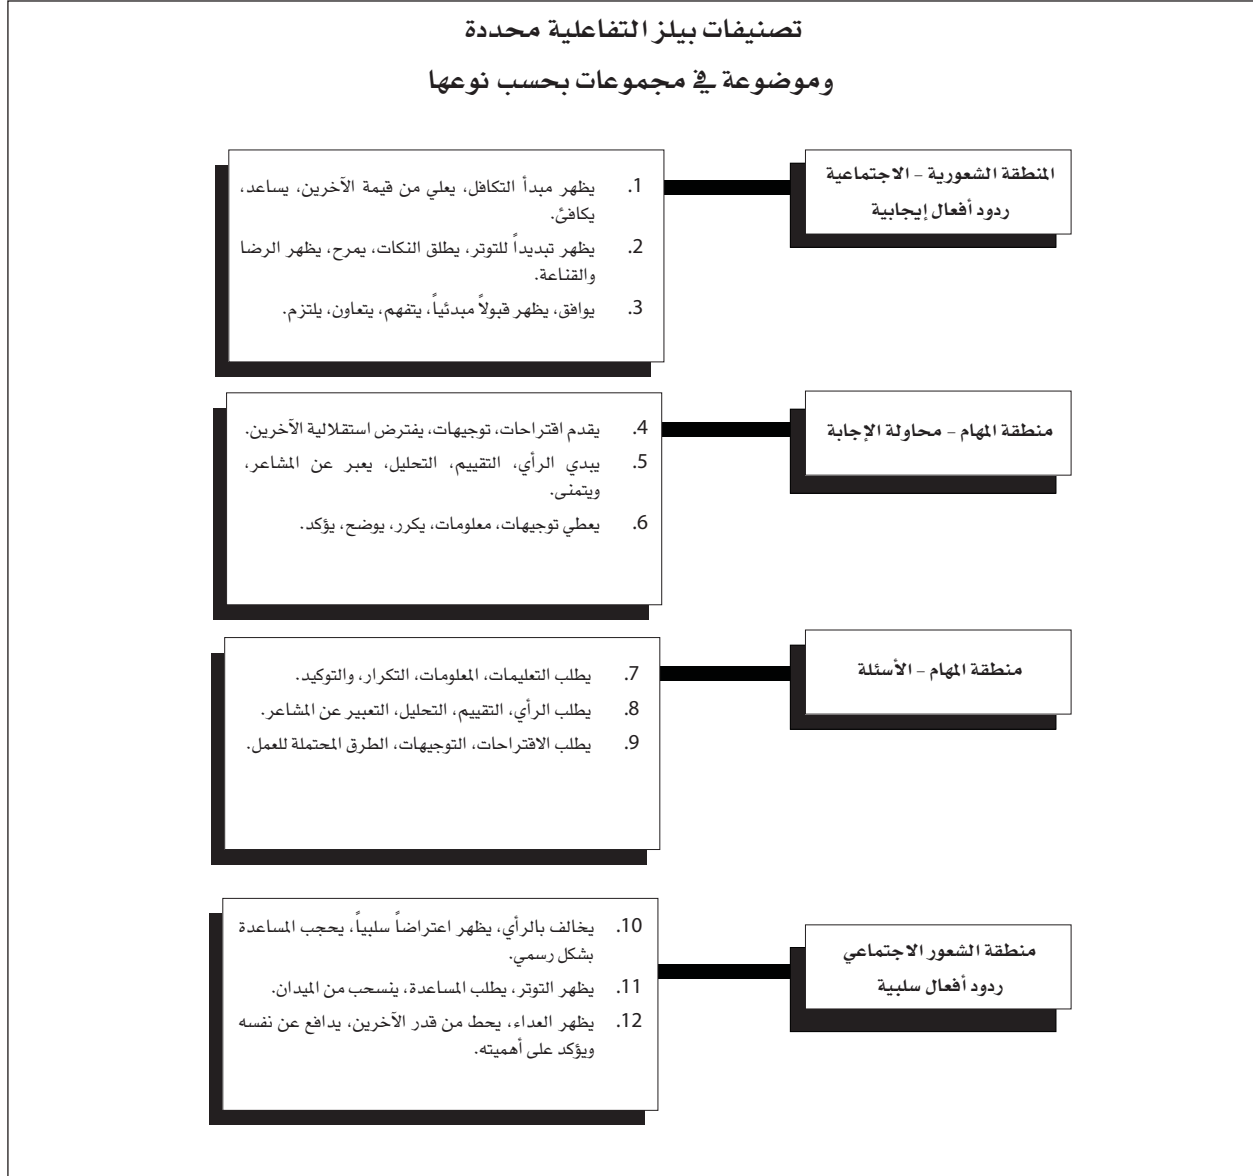 تصنيفات بيلز التفاعلية محددة
وموضوعة في مجموعات بحسب نوعها
المنطقة الشعورية - الاجتماعية
ردود أفعال إيجابية
1. يظهر مبدأ التكافل، يعلي من قيمة الآخرين، يساعد،
يكافئ.
2. يظهر تبديداً للتوتر، يطلق النكات، يمرح، يظهر الرضا
والقناعة.
3. يوافق، يظهر قبولاً مبدئياً، يتفهم، يتعاون، يلتزم.
منطقة المهام - محاولة الإجابة
4. يقدم اقتراحات، توجيهات، يفترض استقلالية الآخرين.
5. يبدي الرأي، التقييم، التحليل، يعبر عن المشاعر،
ويتمنى.
6. يعطي توجيهات، معلومات، يكرر، يوضح، يؤكد.
منطقة المهام - الأسئلة
7. يطلب التعليمات، المعلومات، التكرار، والتوكيد.
8. يطلب الرأي، التقييم، التحليل، التعبير عن المشاعر.
9. يطلب الاقتراحات، التوجيهات، الطرق المحتملة للعمل.
منطقة الشعور الاجتماعي
ردود أفعال سلبية
10. يخالف بالرأي، يظهر اعتراضاً سلبياً، يحجب المساعدة
بشكل رسمي.
11. يظهر التوتر، يطلب المساعدة، ينسحب من الميدان.
12. يظهر العداء، يحط من قدر الآخرين، يدافع عن نفسه
ويؤكد على أهميته.